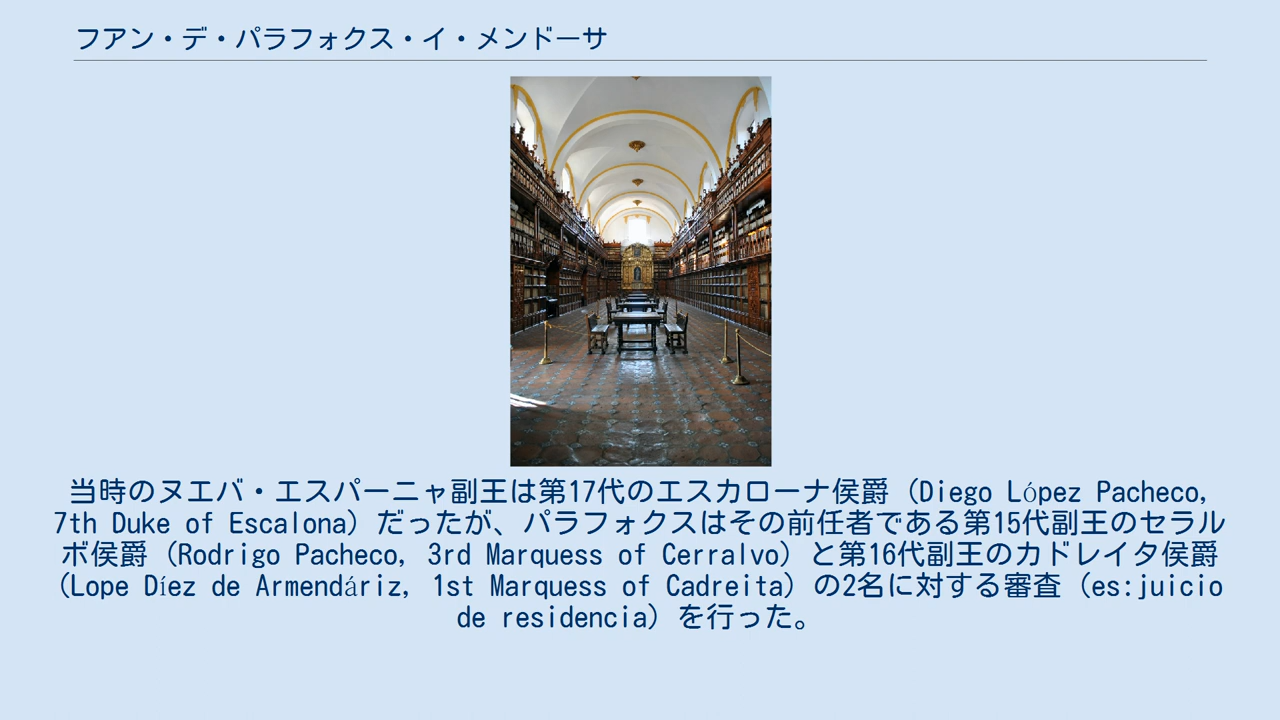 フアン・デ・パラフォクス・イ・メンドーサ
当時のヌエバ・エスパーニャ副王は第17代のエスカローナ侯爵 (Diego López Pacheco,
7th Duke of Escalona) だったが、パラフォクスはその前任者である第15代副王のセラル
ボ侯爵 (Rodrigo Pacheco, 3rd Marquess of Cerralvo) と第16代副王のカドレイタ侯爵
(Lope Díez de Armendáriz, 1st Marquess of Cadreita) の2名に対する審査 (es:juicio
de residencia) を行った。